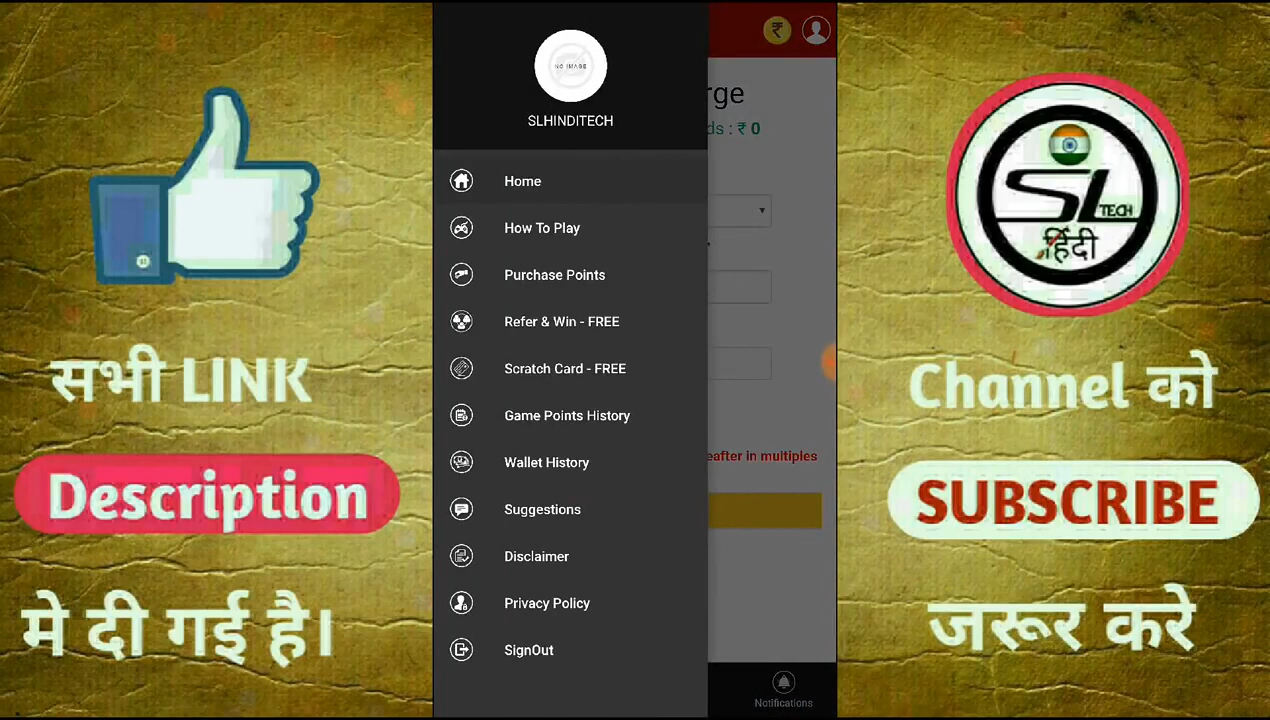 सभी LINK
Description
मे दी गई है।
NO IMAGE
SLHINDITECH
Home
How To Play
Purchase Points
Refer & Win - FREE
Scratch Card - FREE
Game Points History
Wallet History
Suggestions
Disclaimer
Privacy Policy
SignOut
₹
rge
ds : ₹ 0
eafter in multiples
Notifications
SL
TECH
हिंदी
Channel को
SUBSCRIBE
जरूर करे